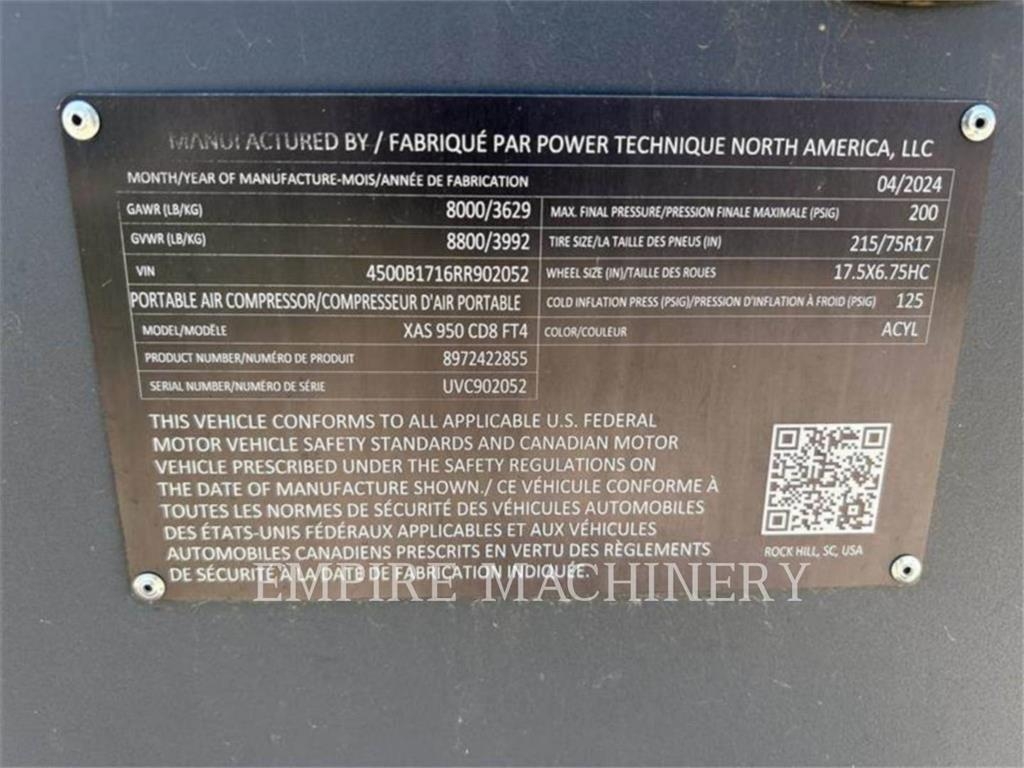 MANUFACTURED BY / FABRIQUÉ PAR POWER TECHNIQUE NORTH AMERICA, LLC
MONTH/YEAR OF MANUFACTURE-MOIS/ANNÉE DE FABRICATION 04/2024
GAWR (LB/KG) 8000/3629 MAX. FINAL PRESSURE/PRESSION FINALE MAXIMALE (PSIG) 200
GVWR (LB/KG) 8800/3992 TIRE SIZE/LA TAILLE DES PNEUS (IN) 215/75R17
VIN 4500B1716RR902052 WHEEL SIZE (IN)/TAILLE DES ROUES 17.5X6.75HC
PORTABLE AIR COMPRESSOR/COMPRESSEUR D'AIR PORTABLE COLD INFLATION PRESS (PSIG)/PRESSION D'INFLATION À FROID (PSIG) 125
MODEL/MODÈLE XAS 950 CD8 FT4 COLOR/COULEUR ACYL
PRODUCT NUMBER/NUMÉRO DE PRODUIT 8972422855
SERIAL NUMBER/NUMÉRO DE SÉRIE UVC902052
THIS VEHICLE CONFORMS TO ALL APPLICABLE U.S. FEDERAL
MOTOR VEHICLE SAFETY STANDARDS AND CANADIAN MOTOR
VEHICLE PRESCRIBED UNDER THE SAFETY REGULATIONS ON
THE DATE OF MANUFACTURE SHOWN./ CE VÉHICULE CONFORME À
TOUTES LES NORMES DE SÉCURITÉ DES VÉHICULES AUTOMOBILES
DES ÉTATS-UNIS FÉDÉRAUX APPLICABLES ET AUX VÉHICULES
AUTOMOBILES CANADIENS PRESCRITS EN VERTU DES RÈGLEMENTS
DE SÉCURITÉ À LA DATE DE FABRICATION INDIQUÉE.
ROCK HILL, SC, USA
EMPIRE MACHINERY